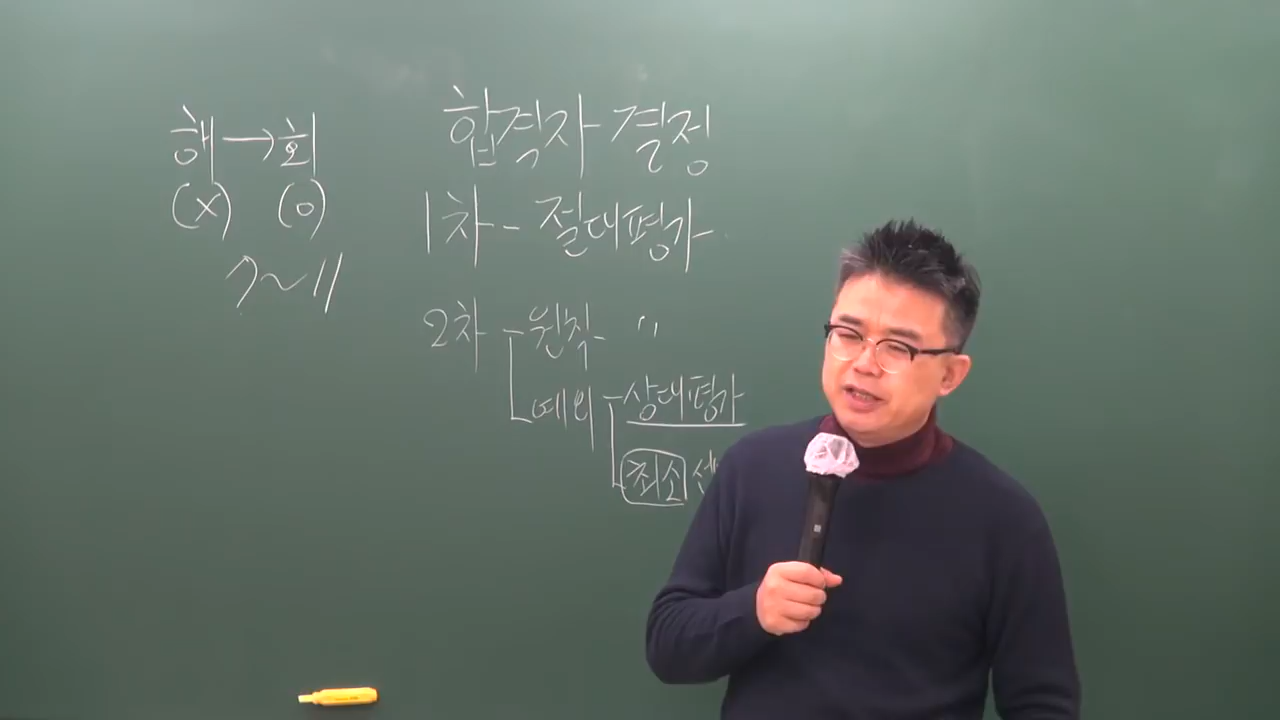 해→회
(X) (O)
7~11
합격자 결정
1차 - 절대평가
2차 - 원칙 - 〃
예외 - 상대평가
최소